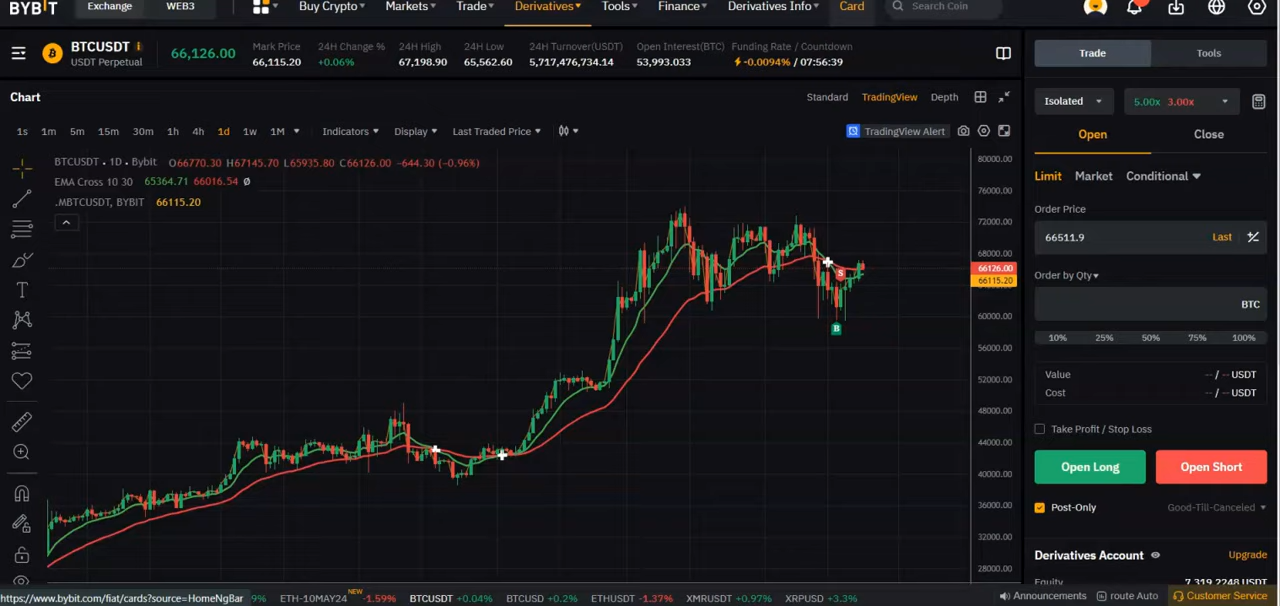 BYBIT Exchange WEB3 Buy Crypto Markets Trade Derivatives Tools Finance Derivatives Info Card Search Coin
BTCUSDT
USDT Perpetual
66,126.00
Mark Price
66,115.20
24H Change %
+0.06%
24H High
67,198.90
24H Low
65,562.60
24H Turnover(USDT)
5,717,476,734.14
Open Interest(BTC)
53,993.033
Funding Rate / Countdown
-0.0094% / 07:56:39
Trade Tools
Chart
Standard TradingView Depth
Isolated 5.00x 3.00x
1s 1m 5m 15m 30m 1h 4h 1d 1w 1M Indicators Display Last Traded Price TradingView Alert
Open Close
BTCUSDT • 1D • Bybit O66770.30 H67145.70 L65935.80 C66126.00 −644.30 (−0.96%)
EMA Cross 10 30 65364.71 66016.54 Ø
.MBTCUSDT, BYBIT 66115.20
80000.00
76000.00
72000.00
68000.00
66126.00
66115.20
60000.00
56000.00
52000.00
48000.00
44000.00
40000.00
36000.00
32000.00
28000.00
S
B
Limit Market Conditional
Order Price
66511.9 Last
Order by Qty
BTC
10% 25% 50% 75% 100%
Value -- / -- USDT
Cost -- / -- USDT
Take Profit / Stop Loss
Open Long Open Short
Post-Only Good-Till-Canceled
Derivatives Account Upgrade
Equity 7,319.2248 USDT
https://www.bybit.com/fiat/cards?source=HomeNgBar
9% ETH-10MAY24 NEW -1.59% BTCUSDT +0.04% BTCUSD +0.2% ETHUSDT -1.37% XMRUSDT +0.97% XRPUSD +3.3% Announcements route Auto Customer Service